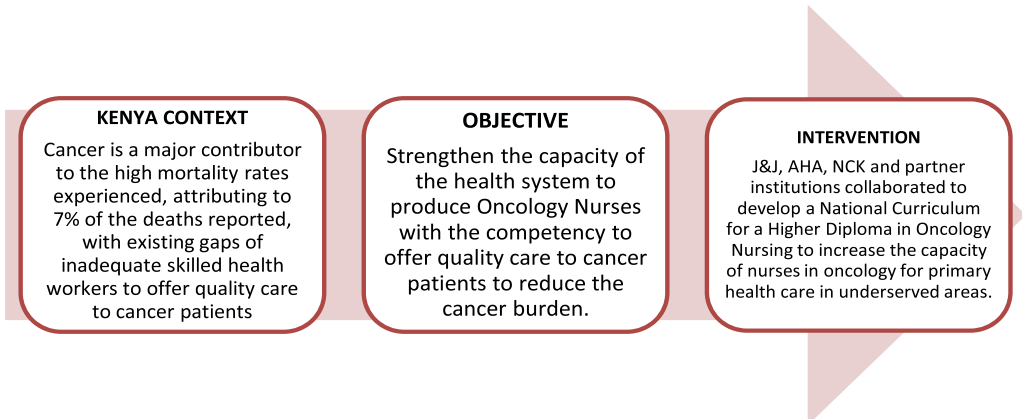 KENYA CONTEXT
Cancer is a major contributor
to the high mortality rates
experienced, attributing to
7% of the deaths reported,
with existing gaps of
inadequate skilled health
workers to offer quality care
to cancer patients
OBJECTIVE
Strengthen the capacity of
the health system to
produce Oncology Nurses
with the competency to
offer quality care to cancer
patients to reduce the
cancer burden.
INTERVENTION
J&J, AHA, NCK and partner
institutions collaborated to
develop a National Curriculum
for a Higher Diploma in Oncology
Nursing to increase the capacity
of nurses in oncology for primary
health care in underserved areas.